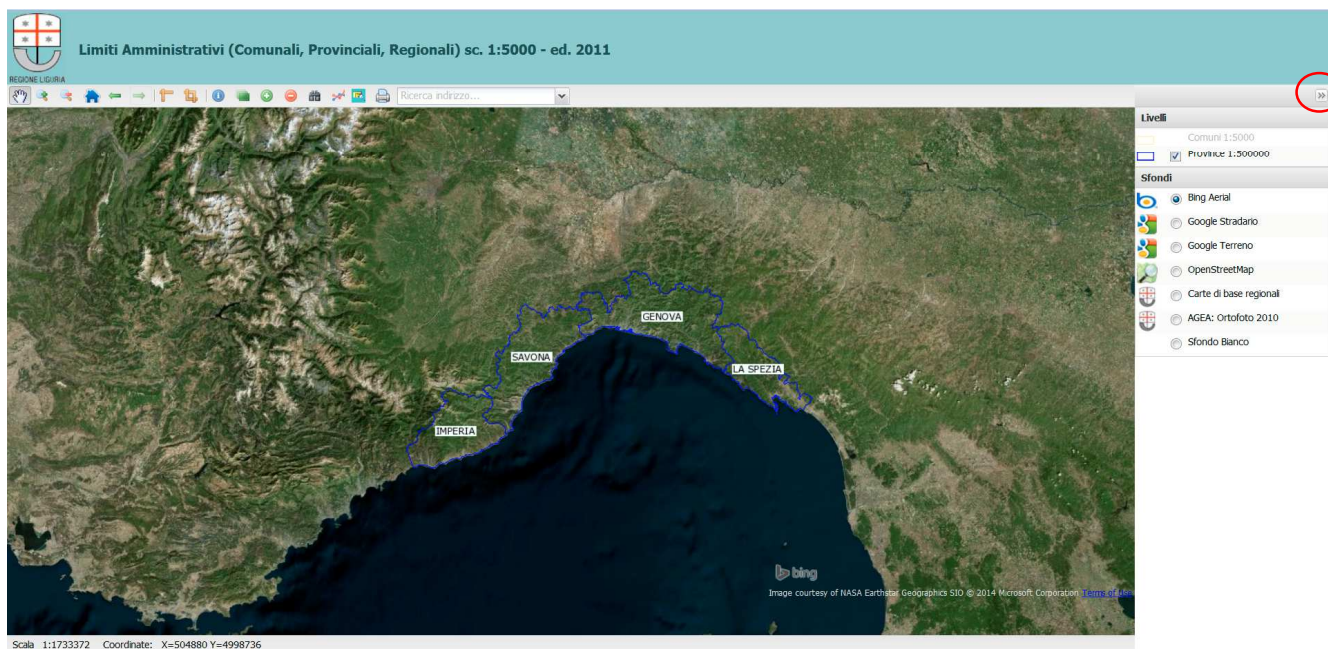 Limiti Amministrativi (Comunali, Provinciali, Regionali) sc. 1:5000 - ed. 2011
REGIONE LIGURIA
Ricerca indirizzo...
Livelli
Comuni 1:5000
Province 1:500000
Sfondi
Bing Aerial
Google Stradario
Google Terreno
OpenStreetMap
Carte di base regionali
AGEA: Ortofoto 2010
Sfondo Bianco
GENOVA
SAVONA
LA SPEZIA
IMPERIA
bing
Image courtesy of NASA Earthstar Geographics SIO © 2014 Microsoft Corporation Terms of Use
Scala 1:1733372 Coordinate: X=504880 Y=4998736